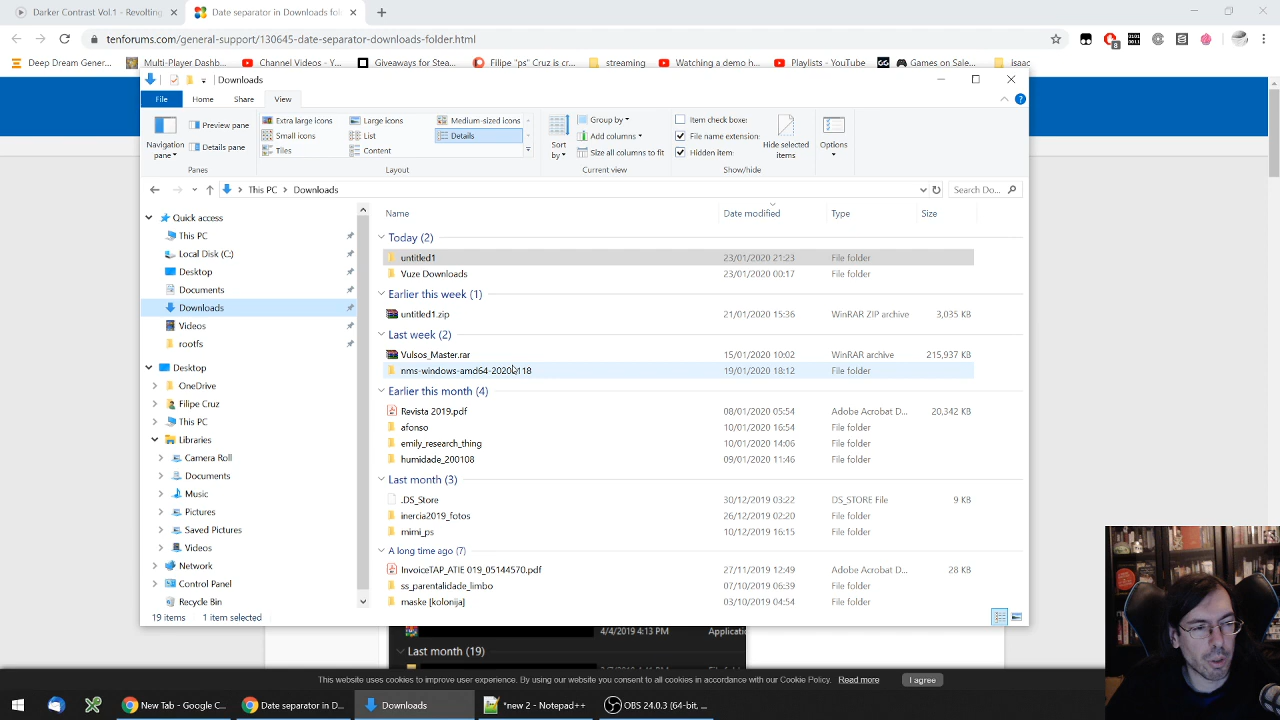 Darker Contrast Vol.1 - Revolting
Date separator in Downloads fol
tenforums.com/general-support/130645-date-separator-downloads-folder.html
Deep Dream Gener...
Multi-Player Dashbo...
Channel Videos - Y...
Giveaways for Stea...
Filipe "ps" Cruz is cr...
streaming
Watching a demo h...
Playlists - YouTube
Games on Sale...
isaac
Downloads
File
Home
Share
View
Navigation pane
Preview pane
Details pane
Panes
Extra large icons
Large icons
Medium-sized icons
Small icons
List
Details
Tiles
Content
Layout
Sort by
Group by
Add columns
Size all columns to fit
Current view
Item check boxes
File name extensions
Hidden items
Hide selected items
Show/hide
Options
This PC > Downloads
Search Do...
Quick access
This PC
Local Disk (C:)
Desktop
Documents
Downloads
Videos
rootfs
Desktop
OneDrive
Filipe Cruz
This PC
Libraries
Camera Roll
Documents
Music
Pictures
Saved Pictures
Videos
Network
Control Panel
Recycle Bin
Name Date modified Type Size
Today (2)
untitled1 23/01/2020 21:23 File folder
Vuze Downloads 23/01/2020 00:17 File folder
Earlier this week (1)
untitled1.zip 21/01/2020 15:36 WinRAR ZIP archive 3,035 KB
Last week (2)
Vulsos_Master.rar 15/01/2020 10:02 WinRAR archive 215,937 KB
nms-windows-amd64-20200118 19/01/2020 18:12 File folder
Earlier this month (4)
Revista 2019.pdf 08/01/2020 05:54 Adobe Acrobat D... 20,342 KB
afonso 10/01/2020 16:54 File folder
emily_research_thing 10/01/2020 14:06 File folder
humidade_200108 09/01/2020 11:46 File folder
Last month (3)
.DS_Store 30/12/2019 03:22 DS_STORE File 9 KB
inercia2019_fotos 26/12/2019 02:20 File folder
mimi_ps 10/12/2019 16:15 File folder
A long time ago (7)
InvoiceTAP_ATIE 019_05144570.pdf 27/11/2019 12:49 Adobe Acrobat D... 28 KB
ss_parentalidade_limbo 07/10/2019 06:39 File folder
maske [kolonija] 03/10/2019 04:54 File folder
19 items 1 item selected
4/4/2019 4:13 PM Applicatio
Last month (19)
This website uses cookies to improve user experience. By using our website you consent to all cookies in accordance with our Cookie Policy. Read more I agree
New Tab - Google C...
Date separator in D...
Downloads
*new 2 - Notepad++
OBS 24.0.3 (64-bit, ...